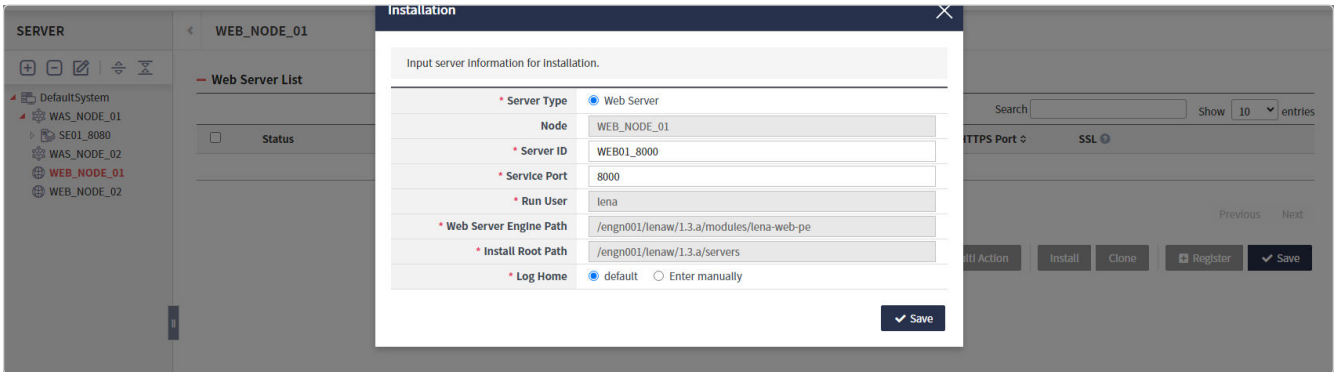 Installation
SERVER
WEB_NODE_01
Input server information for installation.
Web Server List
DefaultSystem
WAS_NODE_01
SE01_8080
WAS_NODE_02
WEB_NODE_01
WEB_NODE_02
Search
Show 10 entries
Status
HTTPS Port
SSL
* Server Type Web Server
Node WEB_NODE_01
* Server ID WEB01_8000
* Service Port 8000
* Run User lena
* Web Server Engine Path /engn001/lenaw/1.3.a/modules/lena-web-pe
* Install Root Path /engn001/lenaw/1.3.a/servers
* Log Home default Enter manually
Previous Next
Action Install Clone Register Save
Save